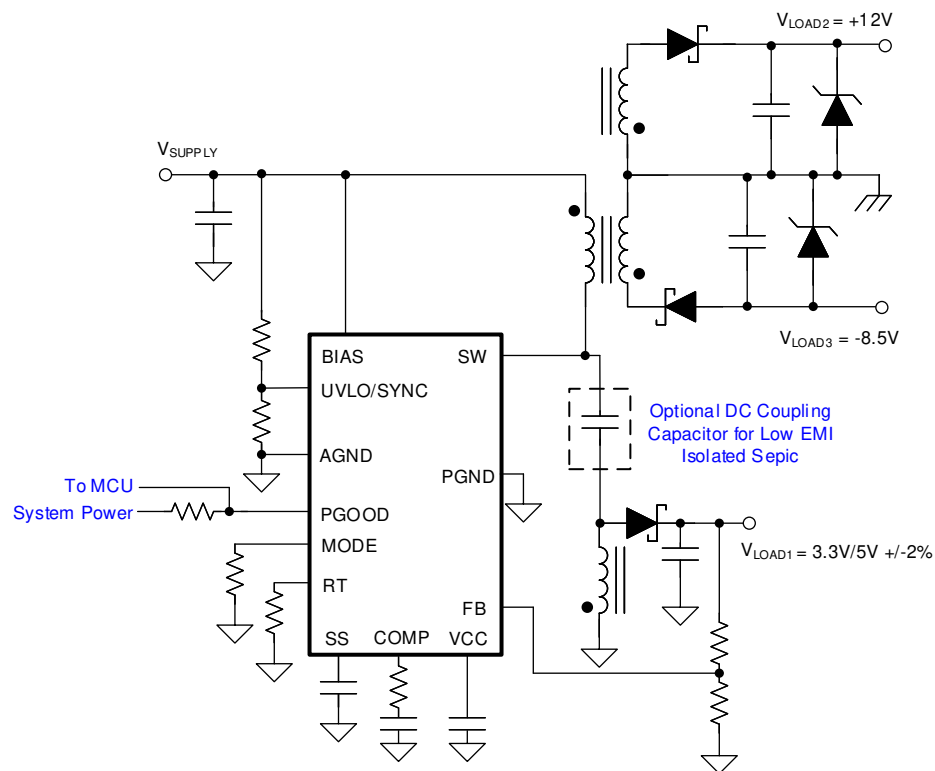 VLOAD2 = +12V
VSUPPLY
VLOAD3 = -8.5V
BIAS
SW
UVLO/SYNC
Optional DC Coupling
Capacitor for Low EMI
Isolated Sepic
AGND
PGND
To MCU
System Power
PGOOD
MODE
VLOAD1 = 3.3V/5V +/-2%
RT
FB
SS
COMP
VCC